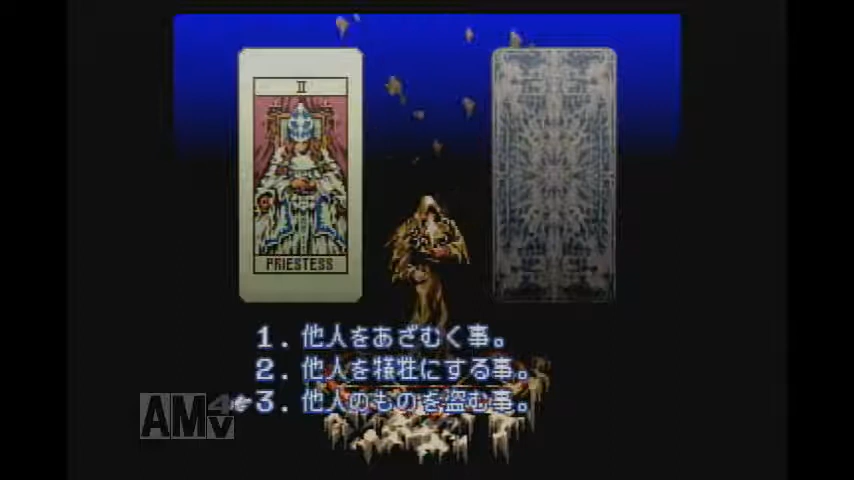 II
PRIESTESS
1. 他人をあざむく事。
2. 他人を犠牲にする事。
3. 他人のものを盗む事。
AM4v